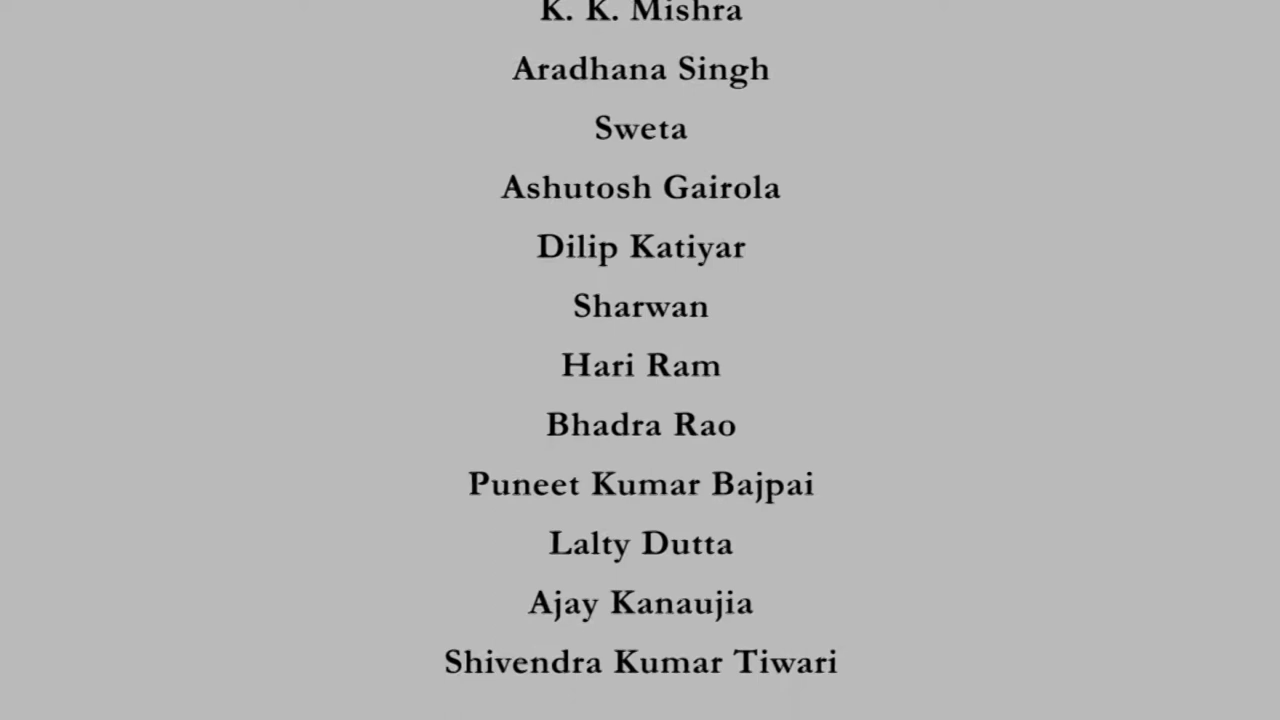 K. K. Mishra
Aradhana Singh
Sweta
Ashutosh Gairola
Dilip Katiyar
Sharwan
Hari Ram
Bhadra Rao
Puneet Kumar Bajpai
Lalty Dutta
Ajay Kanaujia
Shivendra Kumar Tiwari